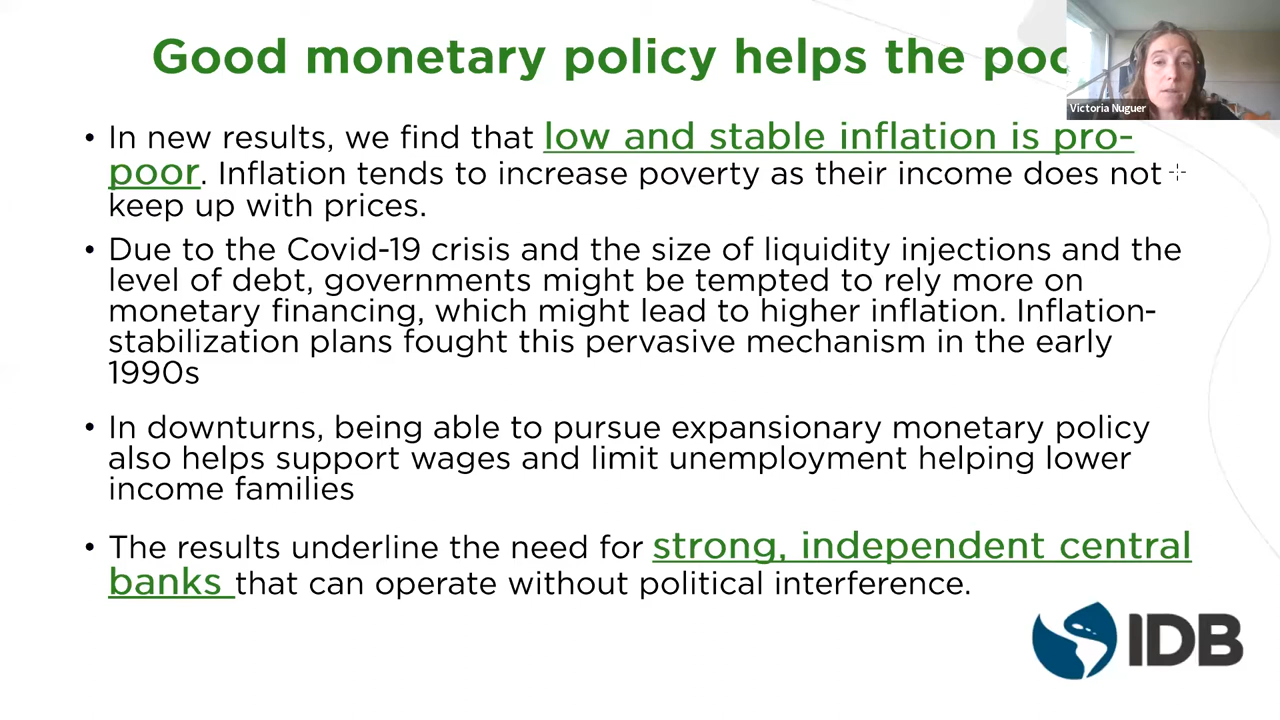 Good monetary policy helps the poo
Victoria Nuguer
• In new results, we find that low and stable inflation is pro-
poor. Inflation tends to increase poverty as their income does not
keep up with prices.
• Due to the Covid-19 crisis and the size of liquidity injections and the
level of debt, governments might be tempted to rely more on
monetary financing, which might lead to higher inflation. Inflation-
stabilization plans fought this pervasive mechanism in the early
1990s
• In downturns, being able to pursue expansionary monetary policy
also helps support wages and limit unemployment helping lower
income families
• The results underline the need for strong, independent central
banks that can operate without political interference.
IDB